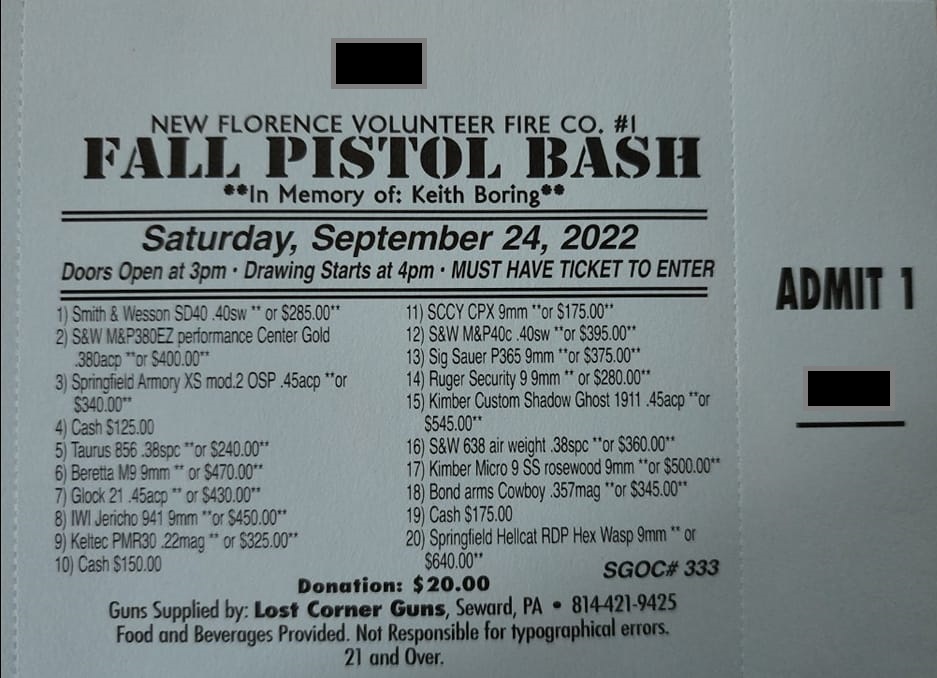 NEW FLORENCE VOLUNTEER FIRE CO. #1
FALL PISTOL BASH
**In Memory of: Keith Boring**
Saturday, September 24, 2022
Doors Open at 3pm • Drawing Starts at 4pm • MUST HAVE TICKET TO ENTER
1) Smith & Wesson SD40 .40sw ** or $285.00**
2) S&W M&P380EZ performance Center Gold
.380acp **or $400.00**
3) Springfield Armory XS mod.2 OSP .45acp **or
$340.00**
4) Cash $125.00
5) Taurus 856 .38spc **or $240.00**
6) Beretta M9 9mm ** or $470.00**
7) Glock 21 .45acp ** or $430.00**
8) IWI Jericho 941 9mm **or $450.00**
9) Keltec PMR30 .22mag ** or $325.00**
10) Cash $150.00
11) SCCY CPX 9mm **or $175.00**
12) S&W M&P40c .40sw **or $395.00**
13) Sig Sauer P365 9mm **or $375.00**
14) Ruger Security 9 9mm ** or $280.00**
15) Kimber Custom Shadow Ghost 1911 .45acp **or
$545.00**
16) S&W 638 air weight .38spc **or $360.00**
17) Kimber Micro 9 SS rosewood 9mm **or $500.00**
18) Bond arms Cowboy .357mag **or $345.00**
19) Cash $175.00
20) Springfield Hellcat RDP Hex Wasp 9mm ** or
$640.00**
SGOC# 333
Donation: $20.00
Guns Supplied by: Lost Corner Guns, Seward, PA • 814-421-9425
Food and Beverages Provided. Not Responsible for typographical errors.
21 and Over.
ADMIT 1